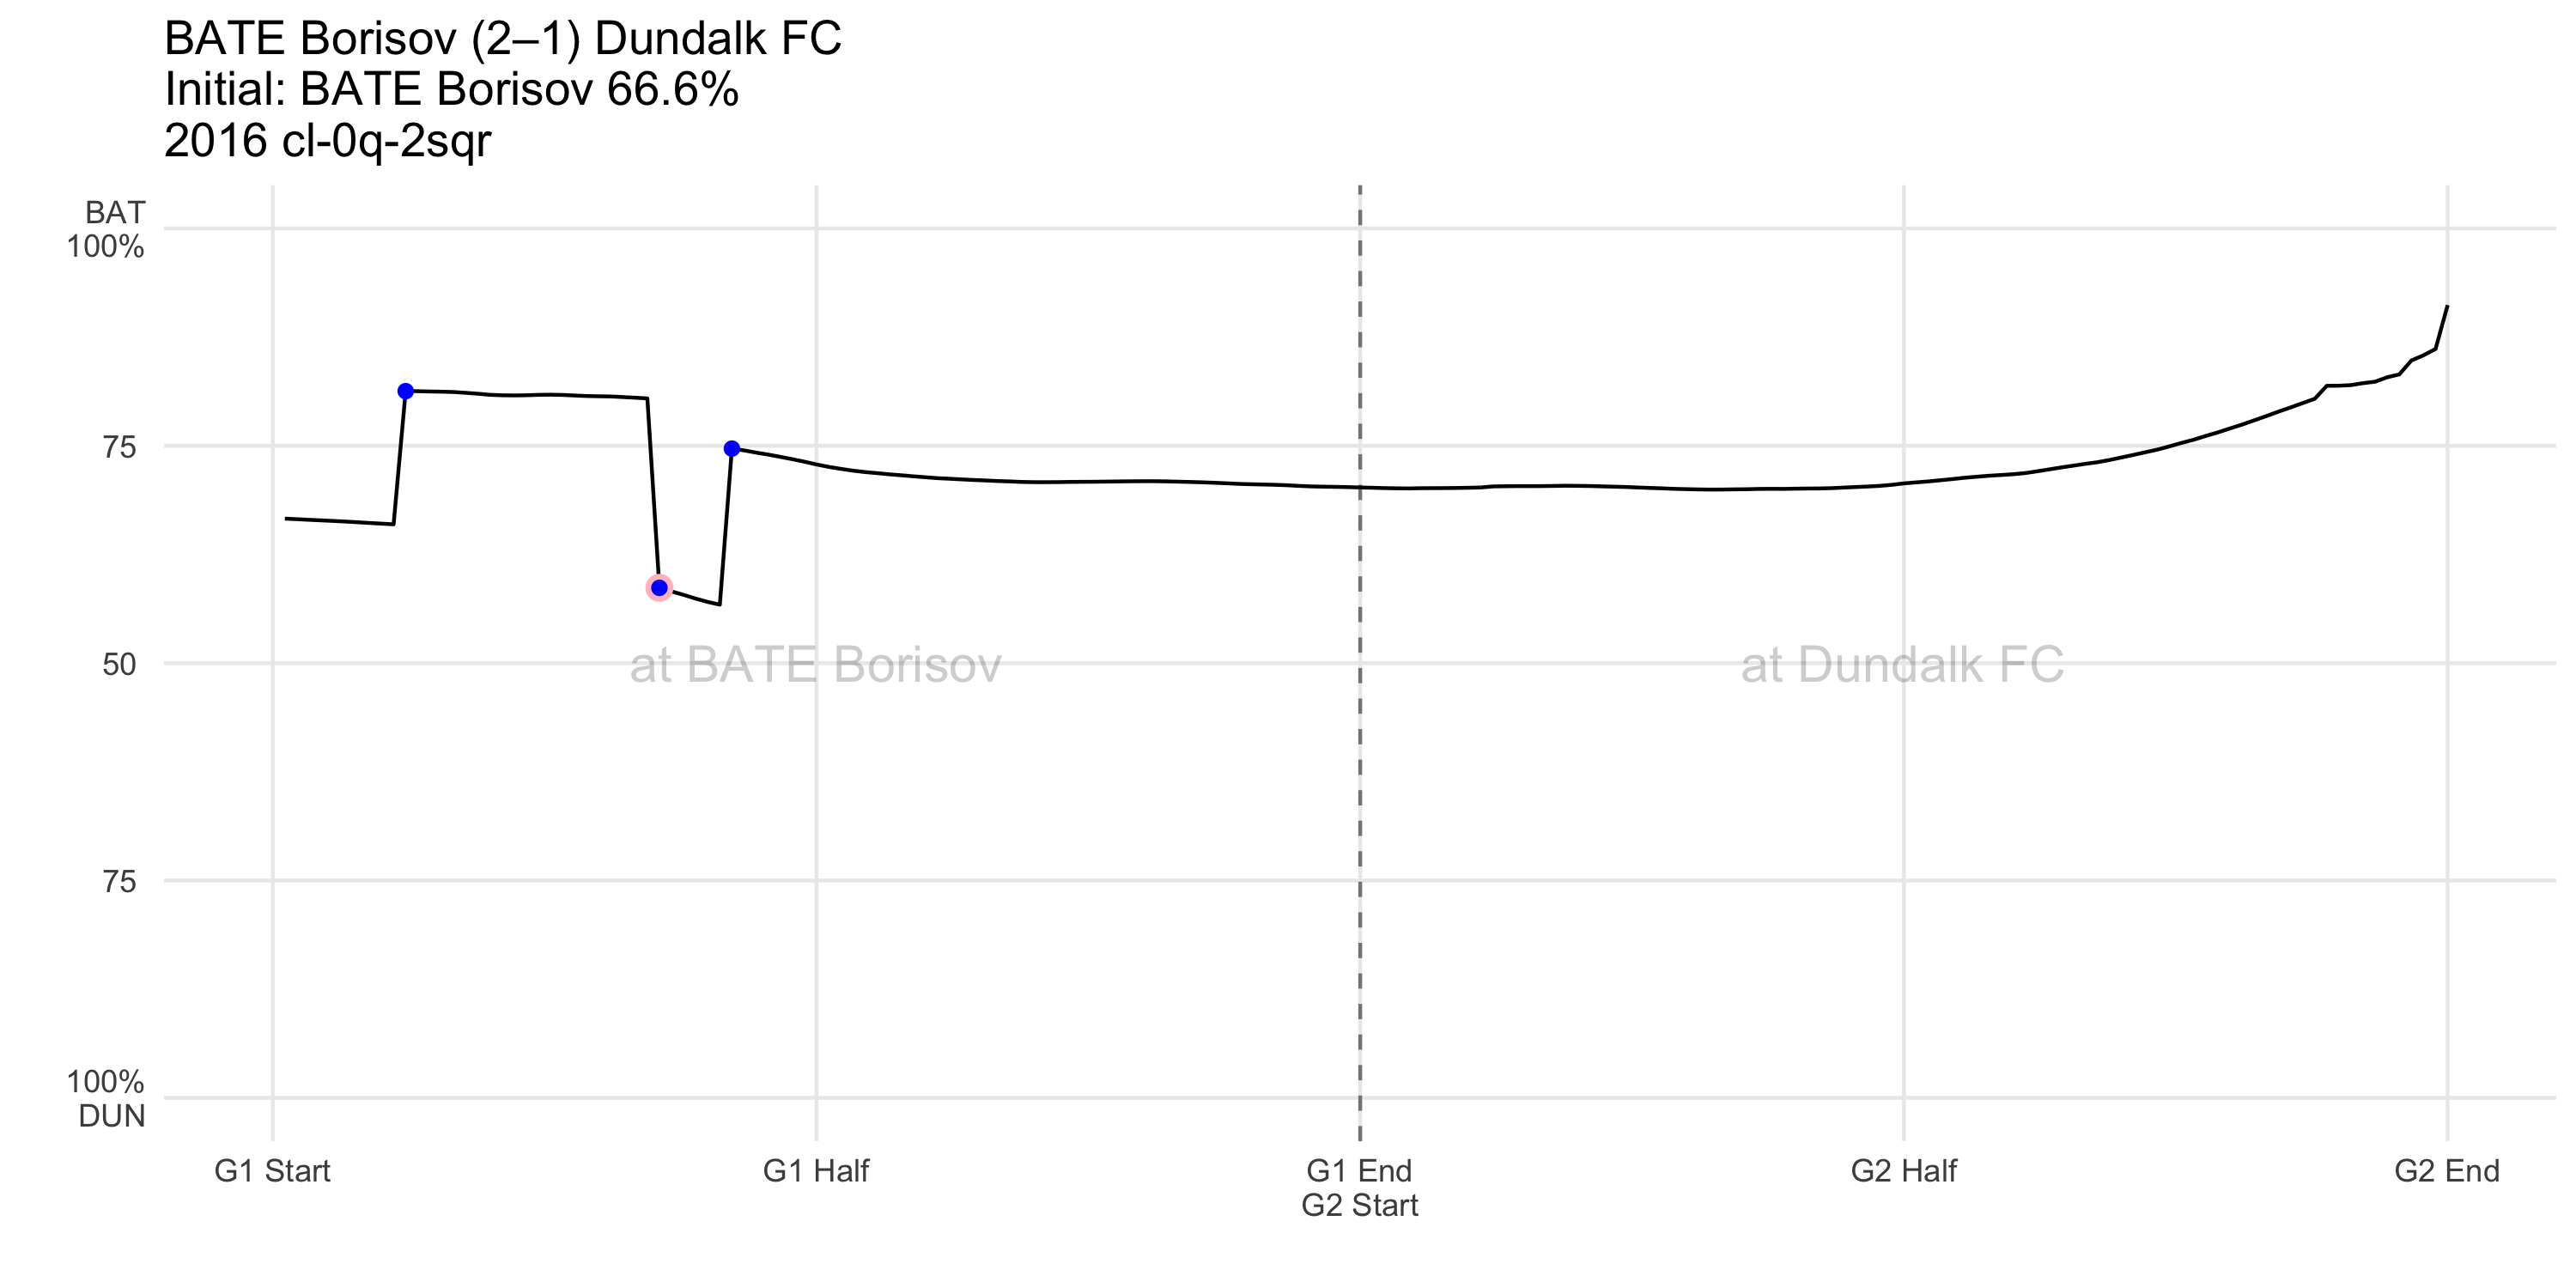 BATE Borisov (2–1) Dundalk FC
Initial: BATE Borisov 66.6%
2016 cl-0q-2sqr
BAT
100%
75
50
at BATE Borisov
at Dundalk FC
75
100%
DUN
G1 Start
G1 Half
G1 End
G2 Start
G2 Half
G2 End